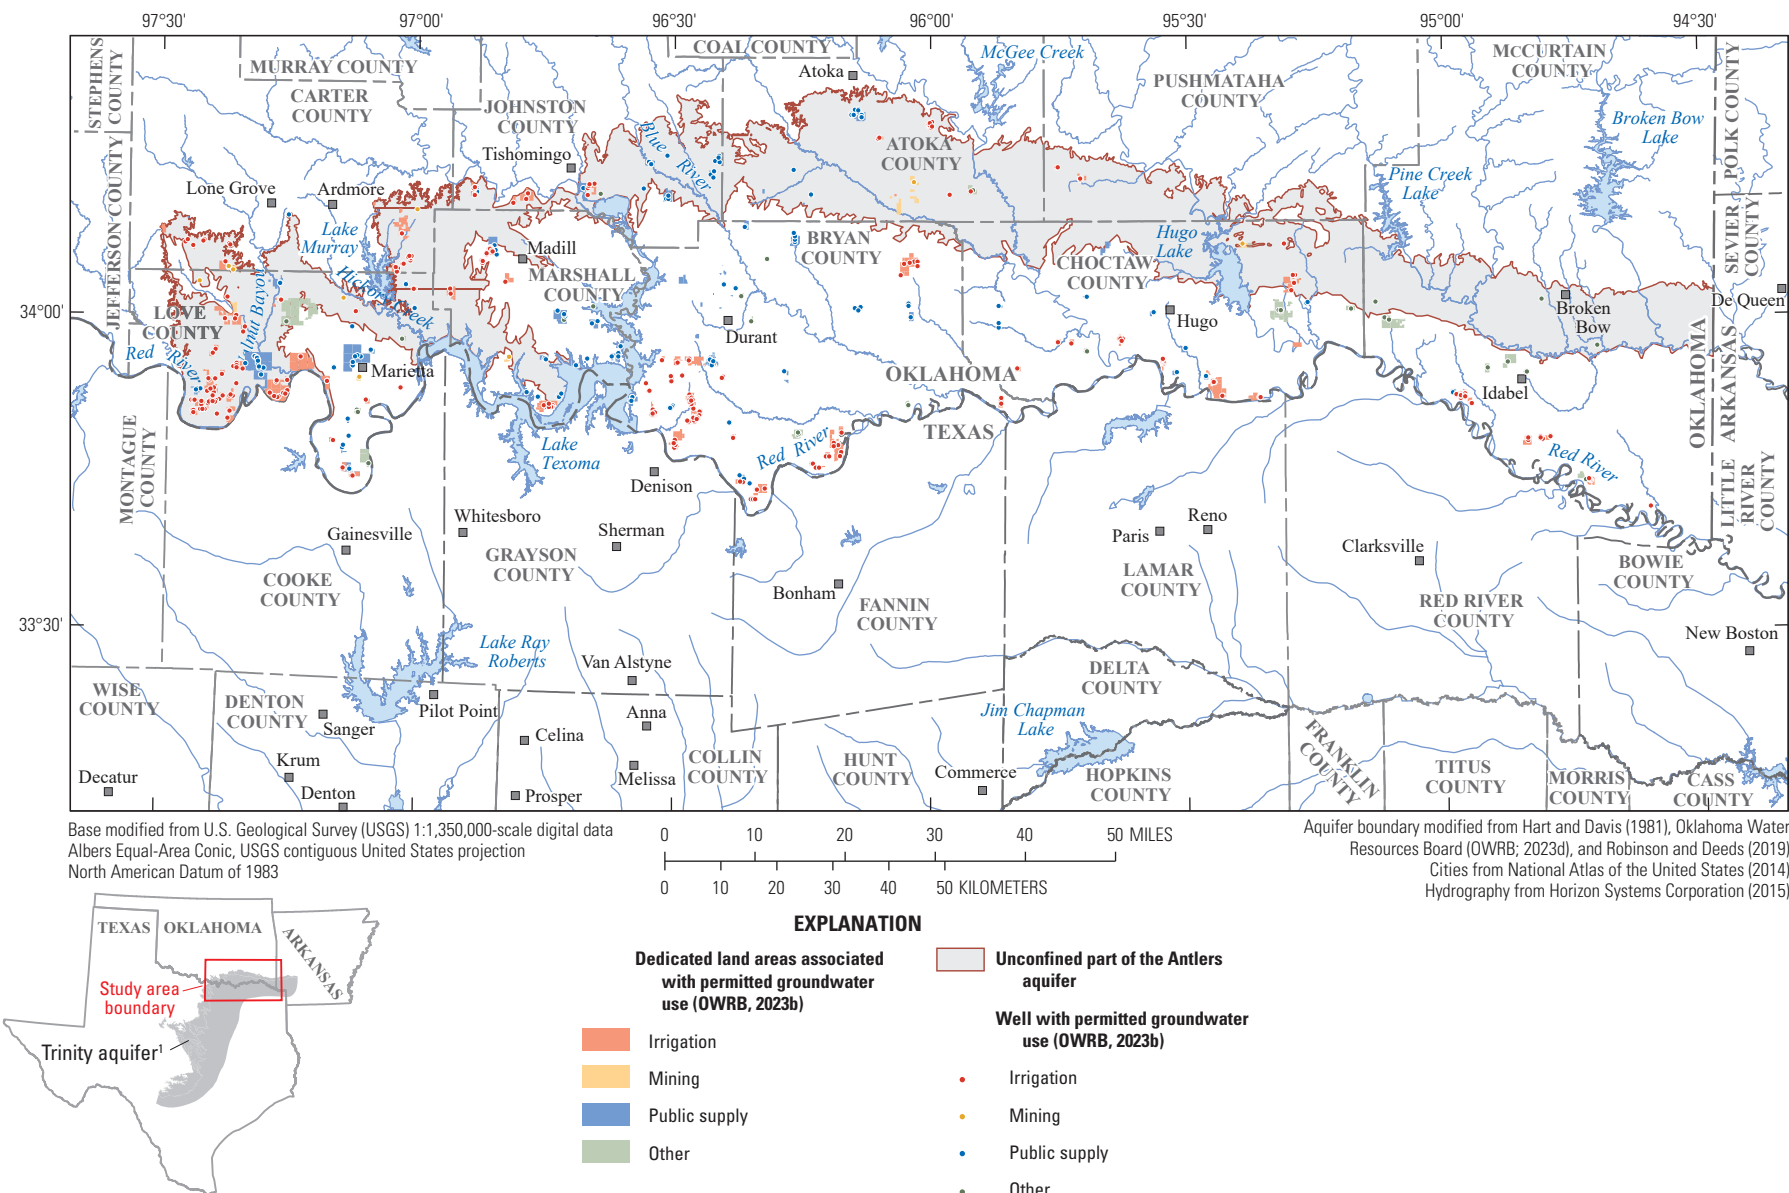 97°30'
97°00'
96°30'
96°00'
95°30'
95°00'
94°30'
34°00'
33°30'
STEPHENS
COUNTY
MURRAY COUNTY
CARTER
COUNTY
JOHNSTON
COUNTY
COAL COUNTY
Atoka
McGee Creek
PUSHMATAHA
COUNTY
McCURTAIN
COUNTY
POLK COUNTY
Broken Bow
Lake
Tishomingo
Blue
River
ATOKA
COUNTY
Pine Creek
Lake
Lone Grove
Ardmore
Lake
Murray
JEFFERSON COUNTY
Madill
MARSHALL
COUNTY
BRYAN
COUNTY
CHOCTAW
COUNTY
Hugo
Lake
SEVIER
COUNTY
De Queen
LOVE
COUNTY
Walnut Bayou
Hickory Creek
Durant
Hugo
Broken
Bow
Red
River
Marietta
OKLAHOMA
TEXAS
Idabel
OKLAHOMA
ARKANSAS
MONTAGUE
COUNTY
Lake
Texoma
Red River
Red River
LITTLE
RIVER
COUNTY
Denison
Gainesville
Whitesboro
Sherman
GRAYSON
COUNTY
COOKE
COUNTY
Bonham
FANNIN
COUNTY
Paris
Reno
LAMAR
COUNTY
Clarksville
RED RIVER
COUNTY
BOWIE
COUNTY
New Boston
Lake Ray
Roberts
Van Alstyne
DELTA
COUNTY
WISE
COUNTY
DENTON
COUNTY
Sanger
Pilot Point
Anna
Celina
Jim Chapman
Lake
Krum
Melissa
COLLIN
COUNTY
HUNT
COUNTY
Commerce
HOPKINS
COUNTY
FRANKLIN
COUNTY
TITUS
COUNTY
MORRIS
COUNTY
CASS
COUNTY
Decatur
Denton
Prosper
Base modified from U.S. Geological Survey (USGS) 1:1,350,000-scale digital data
Albers Equal-Area Conic, USGS contiguous United States projection
North American Datum of 1983
0 10 20 30 40 50 MILES
0 10 20 30 40 50 KILOMETERS
Aquifer boundary modified from Hart and Davis (1981), Oklahoma Water
Resources Board (OWRB; 2023d), and Robinson and Deeds (2019)
Cities from National Atlas of the United States (2014)
Hydrography from Horizon Systems Corporation (2015)
TEXAS
OKLAHOMA
ARKANSAS
Study area
boundary
Trinity aquifer1
EXPLANATION
Dedicated land areas associated
with permitted groundwater
use (OWRB, 2023b)
Irrigation
Mining
Public supply
Other
Unconfined part of the Antlers
aquifer
Well with permitted groundwater
use (OWRB, 2023b)
Irrigation
Mining
Public supply
Other